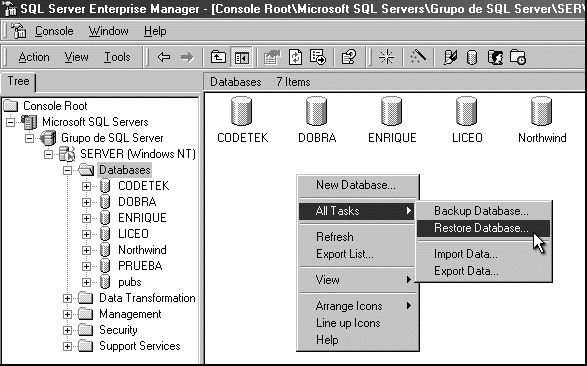 SQL Server Enterprise Manager - [Console Root\Microsoft SQL Servers\Grupo de SQL Server\SERV
Console Window Help
Action View Tools
Tree
Databases 7 Items
Console Root
Microsoft SQL Servers
Grupo de SQL Server
SERVER (Windows NT)
Databases
CODETEK
DOBRA
ENRIQUE
LICEO
Northwind
PRUEBA
pubs
Data Transformation
Management
Security
Support Services
CODETEK DOBRA ENRIQUE LICEO Northwind
New Database...
All Tasks
Refresh
Export List...
View
Arrange Icons
Line up Icons
Help
Backup Database...
Restore Database...
Import Data...
Export Data...